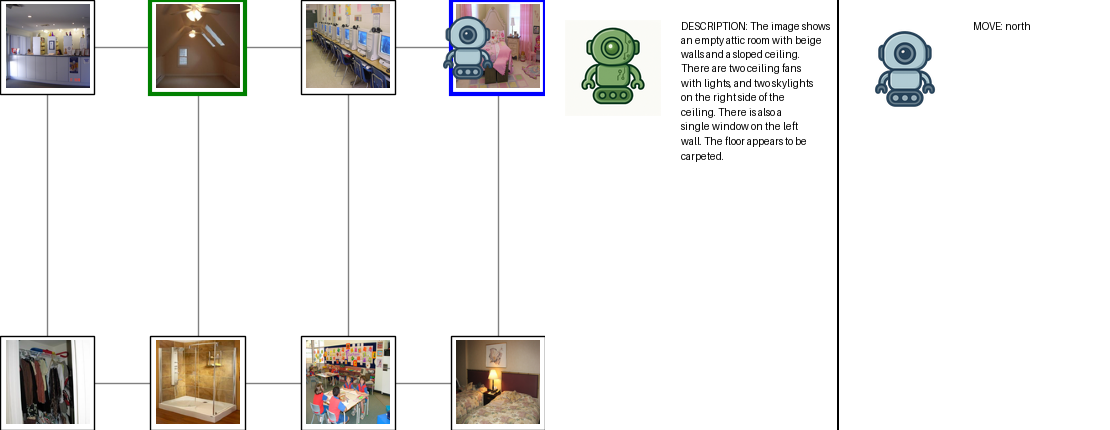 DESCRIPTION: The image shows
an empty attic room with beige
walls and a sloped ceiling.
There are two ceiling fans
with lights, and two skylights
on the right side of the
ceiling. There is also a
single window on the left
wall. The floor appears to be
carpeted.
MOVE: north